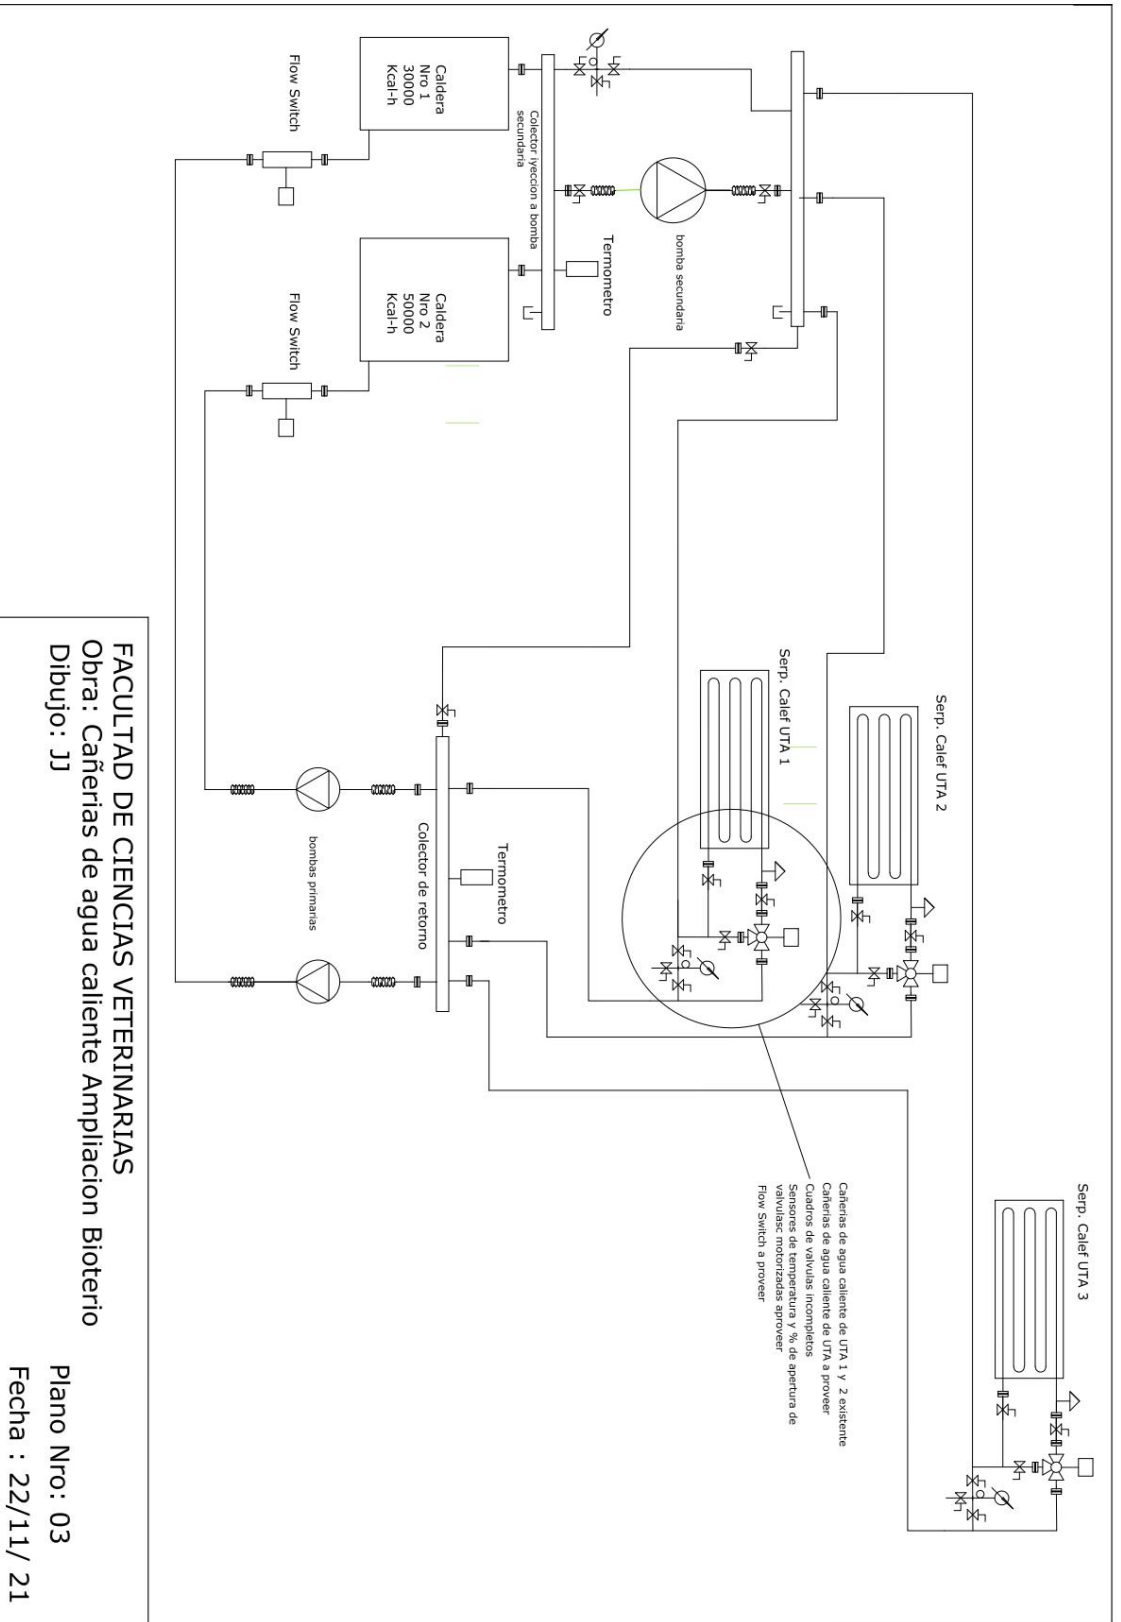 Serp. Calef UTA 3
Serp. Calef UTA 2
Serp. Calef UTA 1
Cañerias de agua caliente de UTA 1 y 2 existente
Cañerias de agua caliente de UTA a proveer
Cuadros de valvulas incompletos
Sensores de temperatura y % de apertura de
valvulasc motorizadas aproveer
Flow Switch a proveer
bomba secundaria
Termometro
Colector iyeccion a bomba
secundaria
Caldera
Nro 1
30000
Kcal-h
Caldera
Nro 2
50000
Kcal-h
Flow Switch
Flow Switch
Termometro
Colector de retorno
bombas primarias
FACULTAD DE CIENCIAS VETERINARIAS
Obra: Cañerias de agua caliente Ampliacion Bioterio
Dibujo: JJ
Plano Nro: 03
Fecha : 22/11/ 21